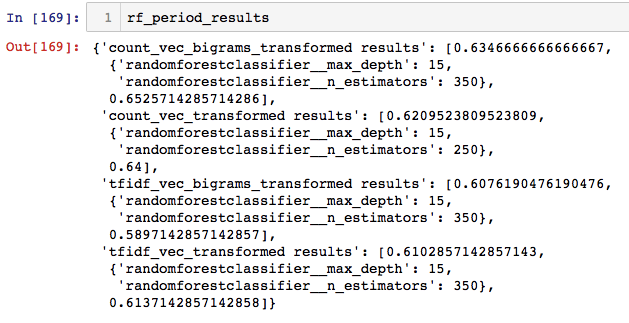 In [169]: 1 rf_period_results
Out[169]: {'count_vec_bigrams_transformed results': [0.6346666666666667,
{'randomforestclassifier__max_depth': 15,
'randomforestclassifier__n_estimators': 350},
0.6525714285714286],
'count_vec_transformed results': [0.6209523809523809,
{'randomforestclassifier__max_depth': 15,
'randomforestclassifier__n_estimators': 250},
0.64],
'tfidf_vec_bigrams_transformed results': [0.6076190476190476,
{'randomforestclassifier__max_depth': 15,
'randomforestclassifier__n_estimators': 350},
0.5897142857142857],
'tfidf_vec_transformed results': [0.6102857142857143,
{'randomforestclassifier__max_depth': 15,
'randomforestclassifier__n_estimators': 350},
0.6137142857142858]}